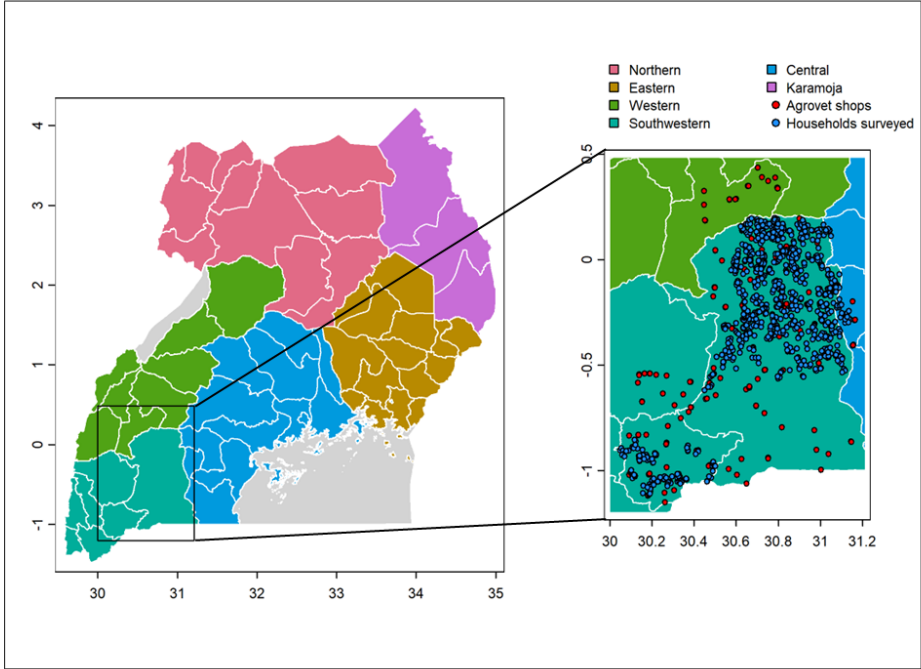 Northern
Eastern
Western
Southwestern
Central
Karamoja
Agrovet shops
Households surveyed
4
3
2
1
0
-1
30 31 32 33 34 35
0.5
0
-0.5
-1
30 30.2 30.4 30.6 30.8 31 31.2